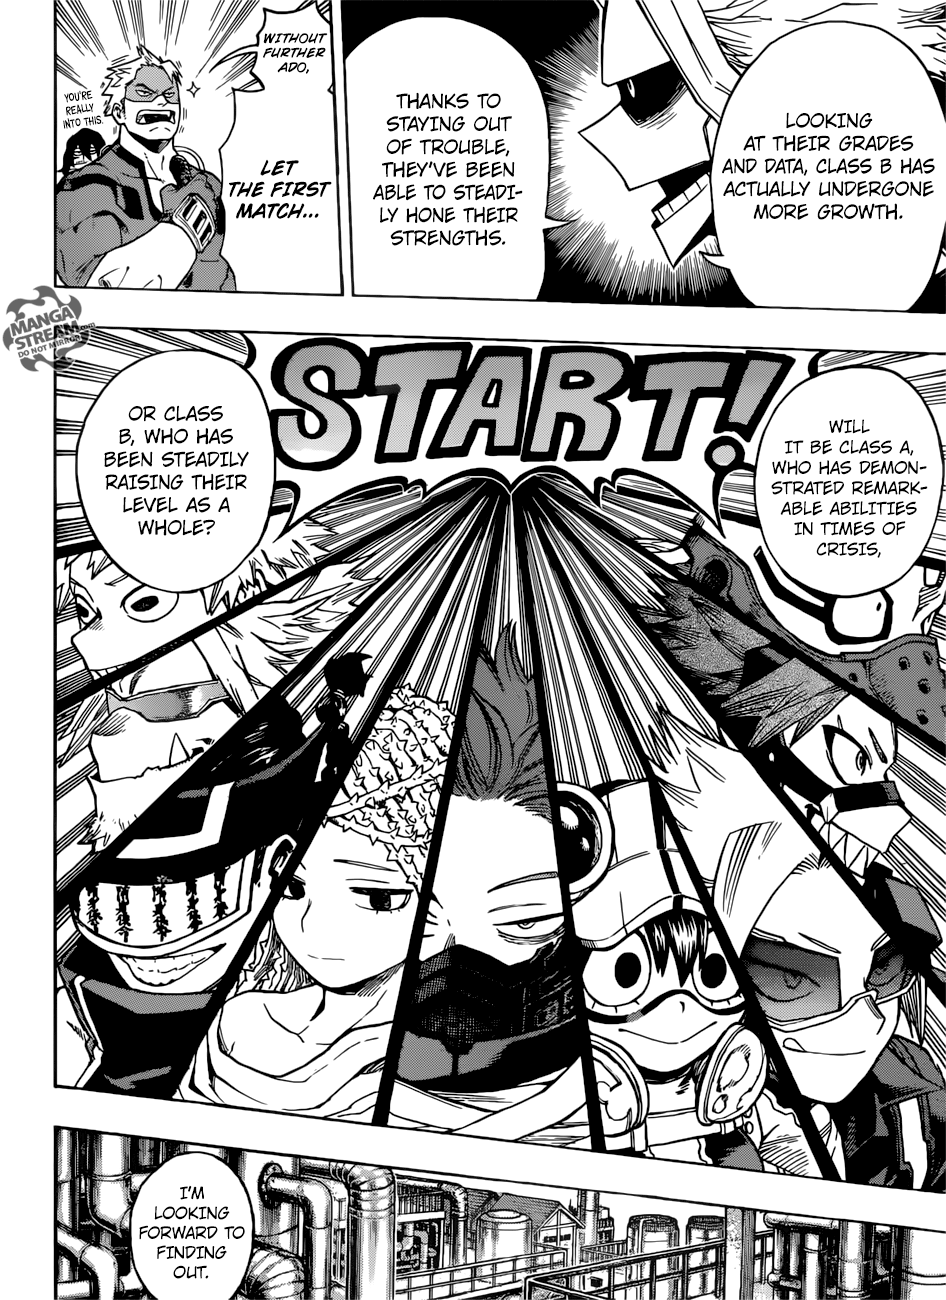 LOOKING
AT THEIR GRADES
AND DATA, CLASS B HAS
ACTUALLY UNDERGONE
MORE GROWTH.
THANKS TO
STAYING OUT
OF TROUBLE,
THEY'VE BEEN
ABLE TO STEADI-
LY HONE THEIR
STRENGTHS.
WITHOUT
FURTHER
ADO,
LET
THE FIRST
MATCH...
YOU'RE
REALLY
INTO THIS.
MANGA
STREAM.com
DO NOT MIRROR
START!
WILL
IT BE CLASS A,
WHO HAS DEMON-
STRATED REMARK-
ABLE ABILITIES
IN TIMES OF
CRISIS,
OR CLASS
B, WHO HAS
BEEN STEADILY
RAISING THEIR
LEVEL AS A
WHOLE?
I'M
LOOKING
FORWARD TO
FINDING
OUT.